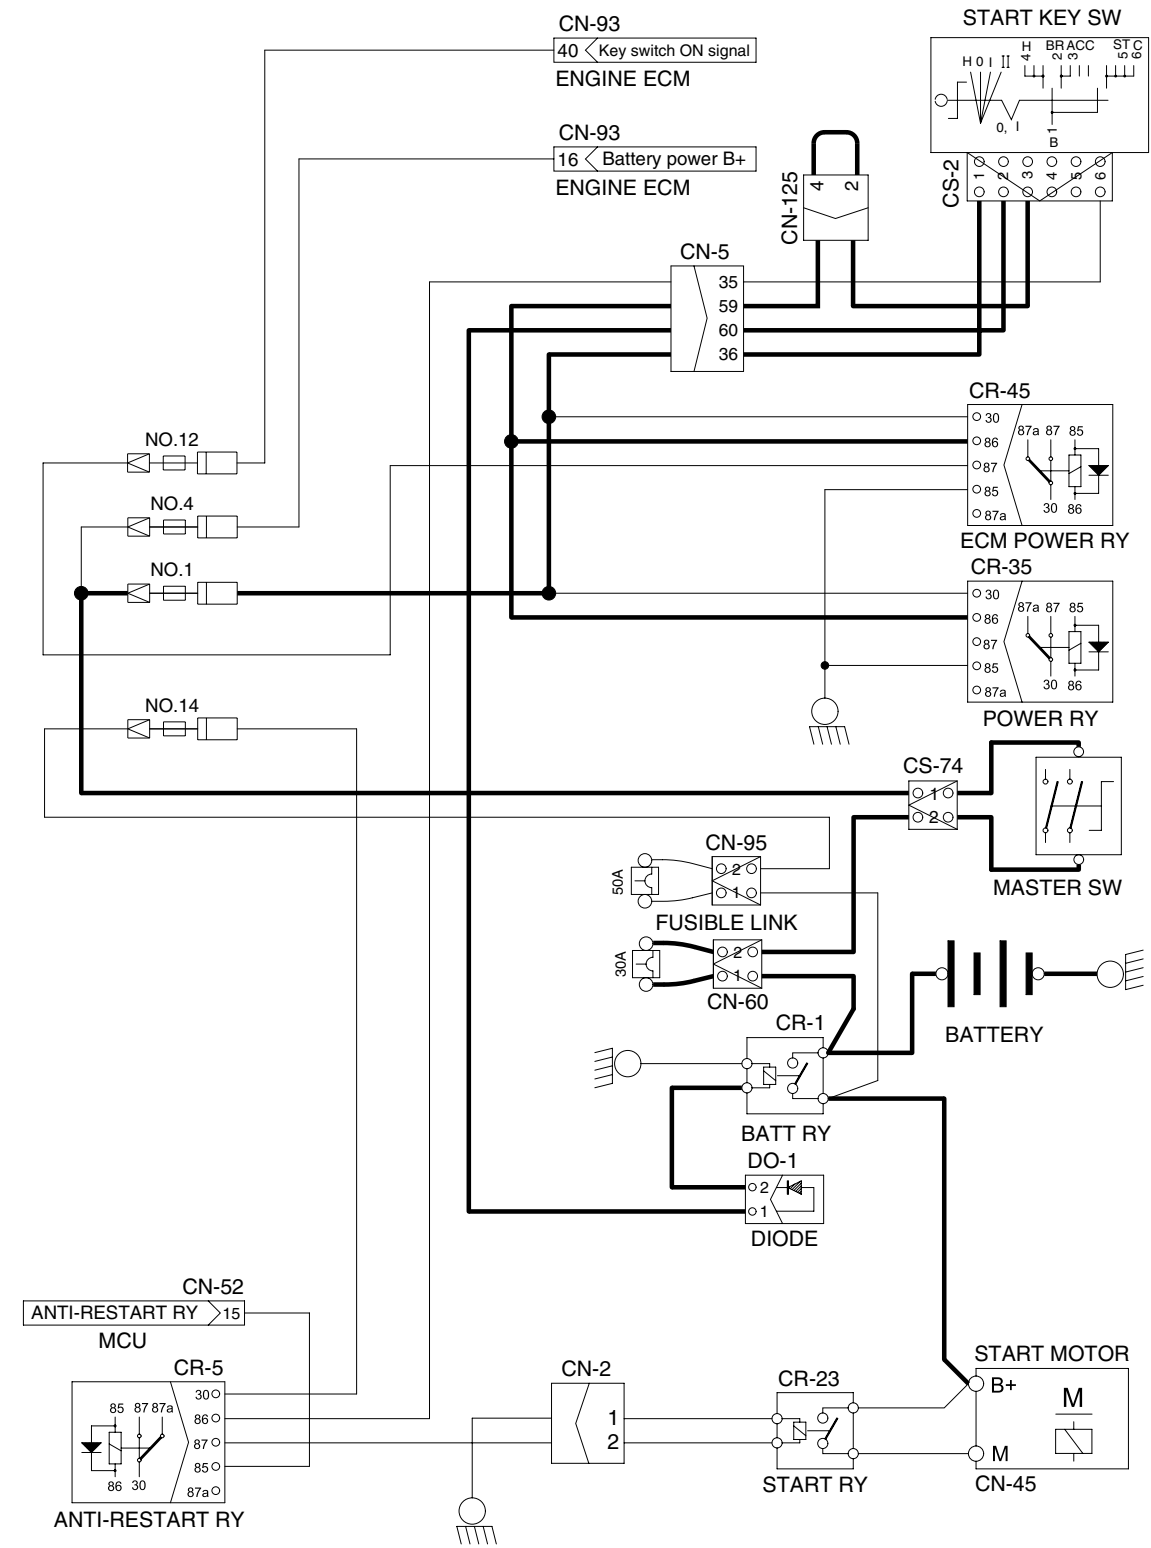 START KEY SW
CN-93
40 Key switch ON signal
ENGINE ECM
H 0 I II
H BR ACC ST C
4 2 3 5 6
0, I
1
B
CN-93
16 Battery power B+
ENGINE ECM
CN-125
4 2
CS-2
1 2 3 4 5 6
CN-5
35
59
60
36
CR-45
30
86
87
85
87a
87a 87 85
30 86
ECM POWER RY
NO.12
NO.4
NO.1
CR-35
30
86
87
85
87a
87a 87 85
30 86
POWER RY
NO.14
CS-74
1
2
MASTER SW
CN-95
50A
2
1
FUSIBLE LINK
30A
2
1
CN-60
BATTERY
CR-1
BATT RY
DO-1
2
1
DIODE
CN-52
ANTI-RESTART RY 15
MCU
CR-5
30
86
87
85
87a
85 87 87a
86 30
ANTI-RESTART RY
CN-2
1
2
CR-23
START RY
START MOTOR
B+
M
M
CN-45